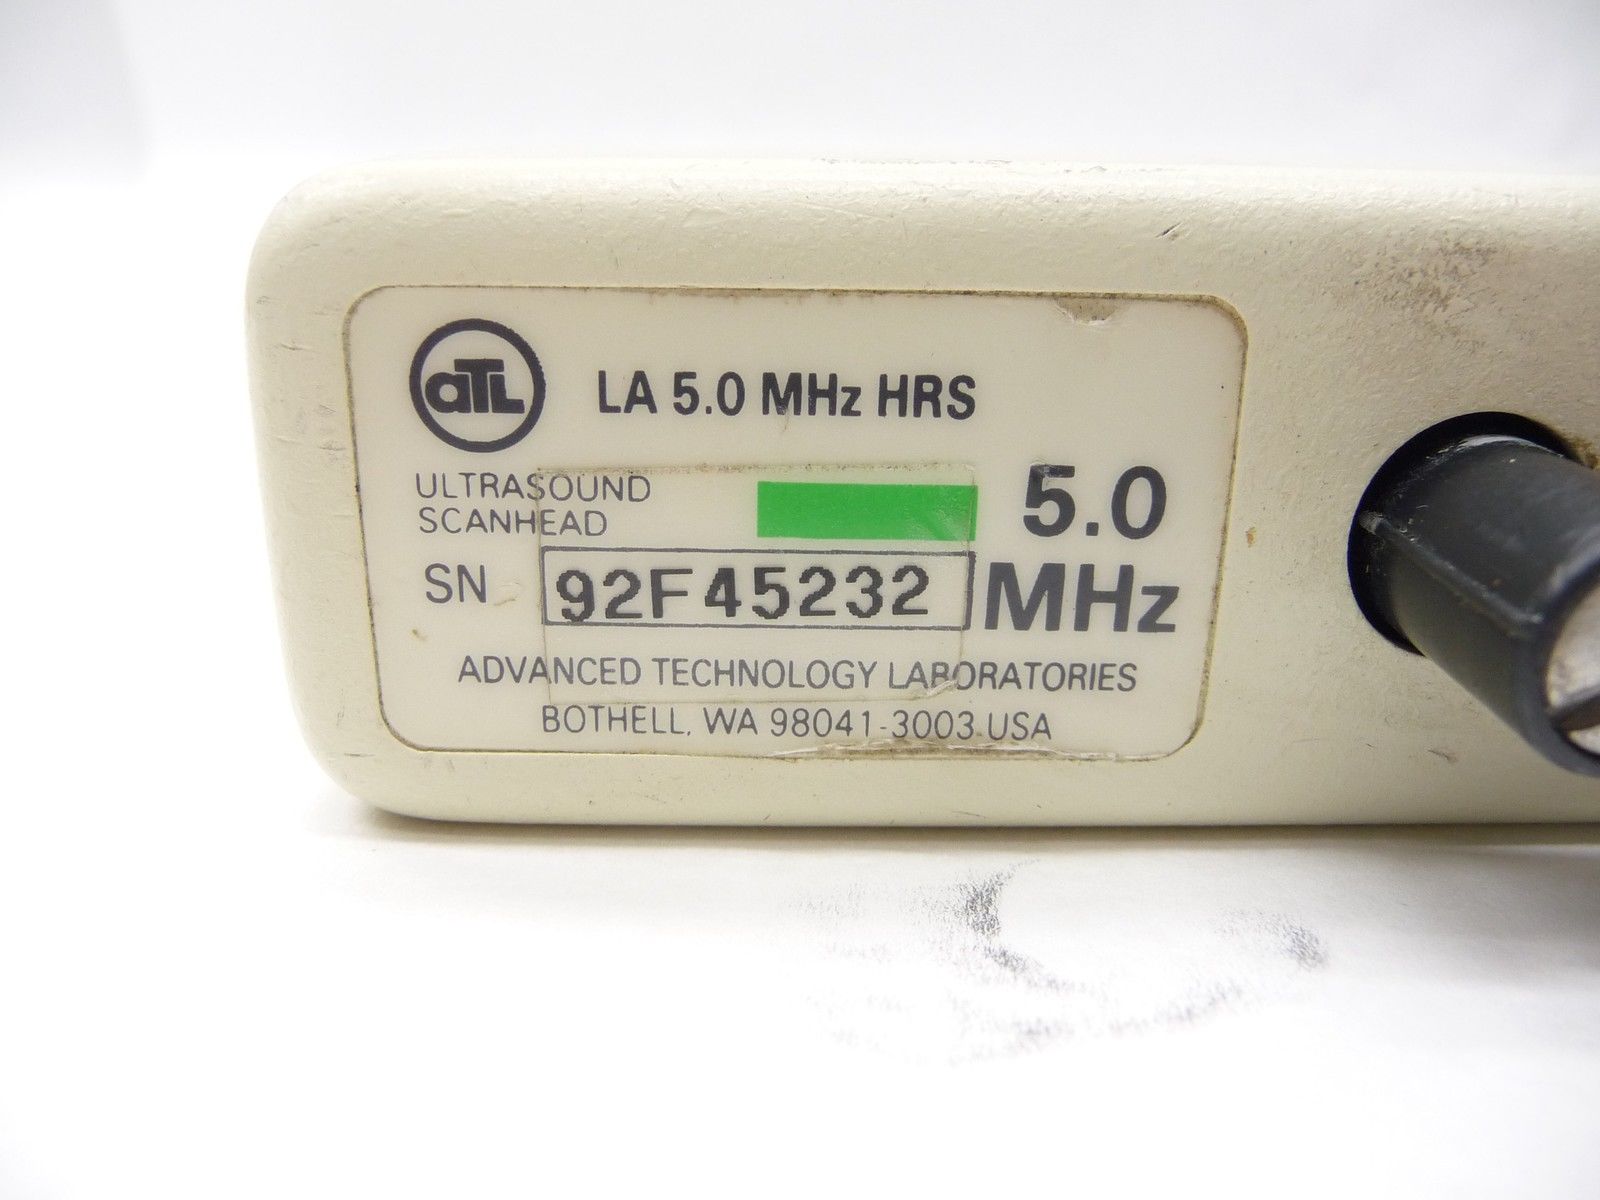 aTL
LA 5.0 MHz HRS
ULTRASOUND
SCANHEAD
5.0
MHz
SN 92F45232
ADVANCED TECHNOLOGY LABORATORIES
BOTHELL, WA 98041-3003 USA